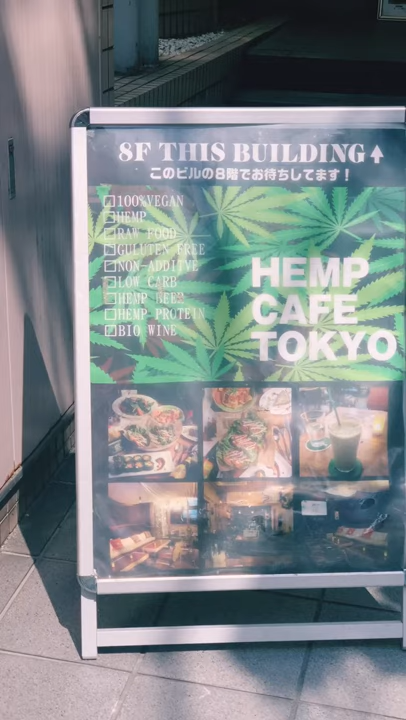 8F THIS BUILDING↑
このビルの8階でお待ちしてます！
□100%VEGAN
□HEMP
□RAW FOOD
□GULUTEN FREE
□NON-ADDITVE
□LOW CARB
□HEMP BEER
□HEMP PROTEIN
□BIO WINE
HEMP
CAFE
TOKYO